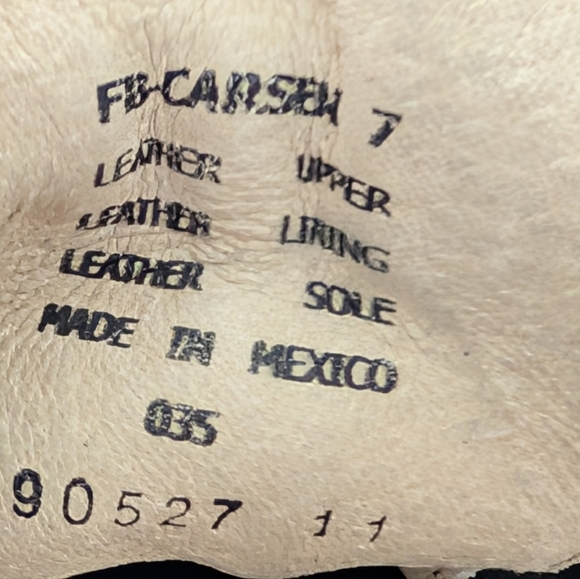 FB-CARSEN 7
LEATHER UPPER
LEATHER LINING
LEATHER SOLE
MADE IN MEXICO
035
90527 11